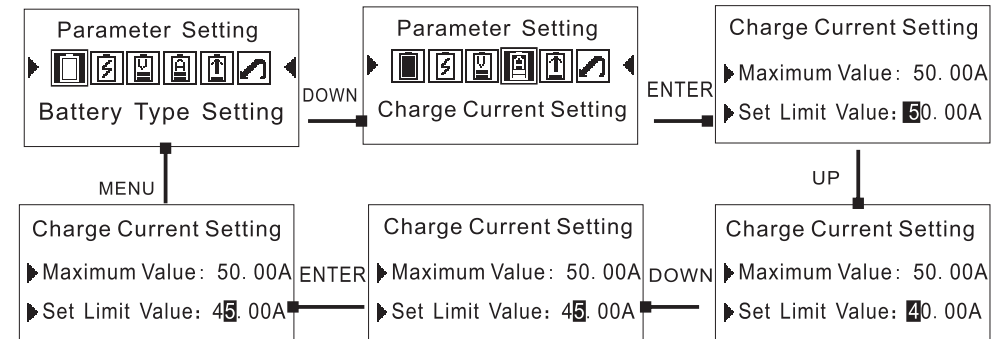 Parameter Setting
Battery Type Setting
DOWN
Parameter Setting
Charge Current Setting
ENTER
Charge Current Setting
Maximum Value: 50. 00A
Set Limit Value: 50. 00A
UP
Charge Current Setting
Maximum Value: 50. 00A
Set Limit Value: 40. 00A
DOWN
Charge Current Setting
Maximum Value: 50. 00A
Set Limit Value: 45. 00A
ENTER
Charge Current Setting
Maximum Value: 50. 00A
Set Limit Value: 45. 00A
MENU